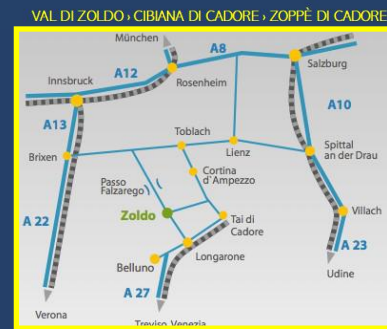 VAL DI ZOLDO › CIBIANA DI CADORE › ZOPPÈ DI CADORE
München
A8
Salzburg
A12
Rosenheim
Innsbruck
A10
A13
Toblach
Lienz
Spittal
an der Drau
Brixen
Cortina
d'Ampezzo
Passo
Falzarego
Zoldo
Tai di
Cadore
Villach
A 22
A 23
Longarone
Belluno
Udine
A 27
Verona
Treviso Venezia